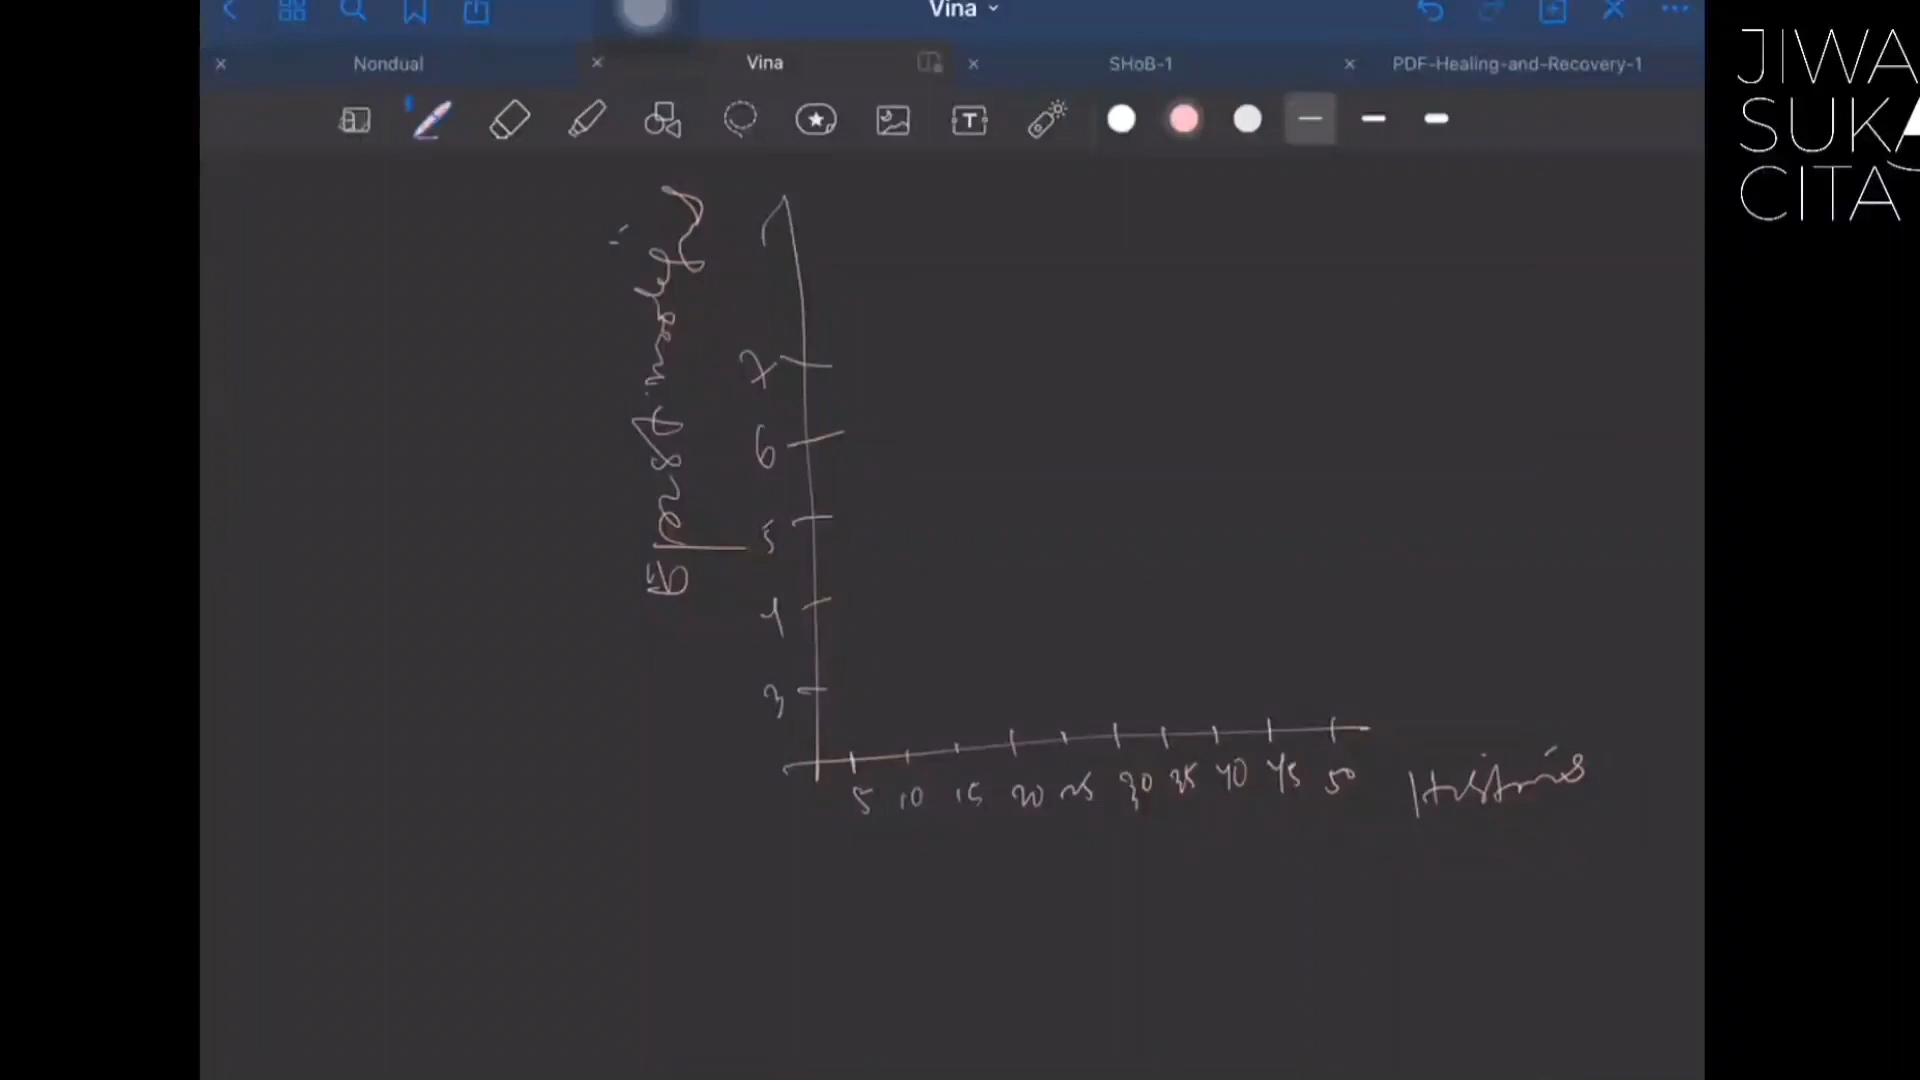 Vina
Nondual
Vina
SHoB-1
PDF-Healing-and-Recovery-1
T
JIWA
SUKA
CITA
7
6
5
4
3
5 10 15 20 25 30 35 40 45 50